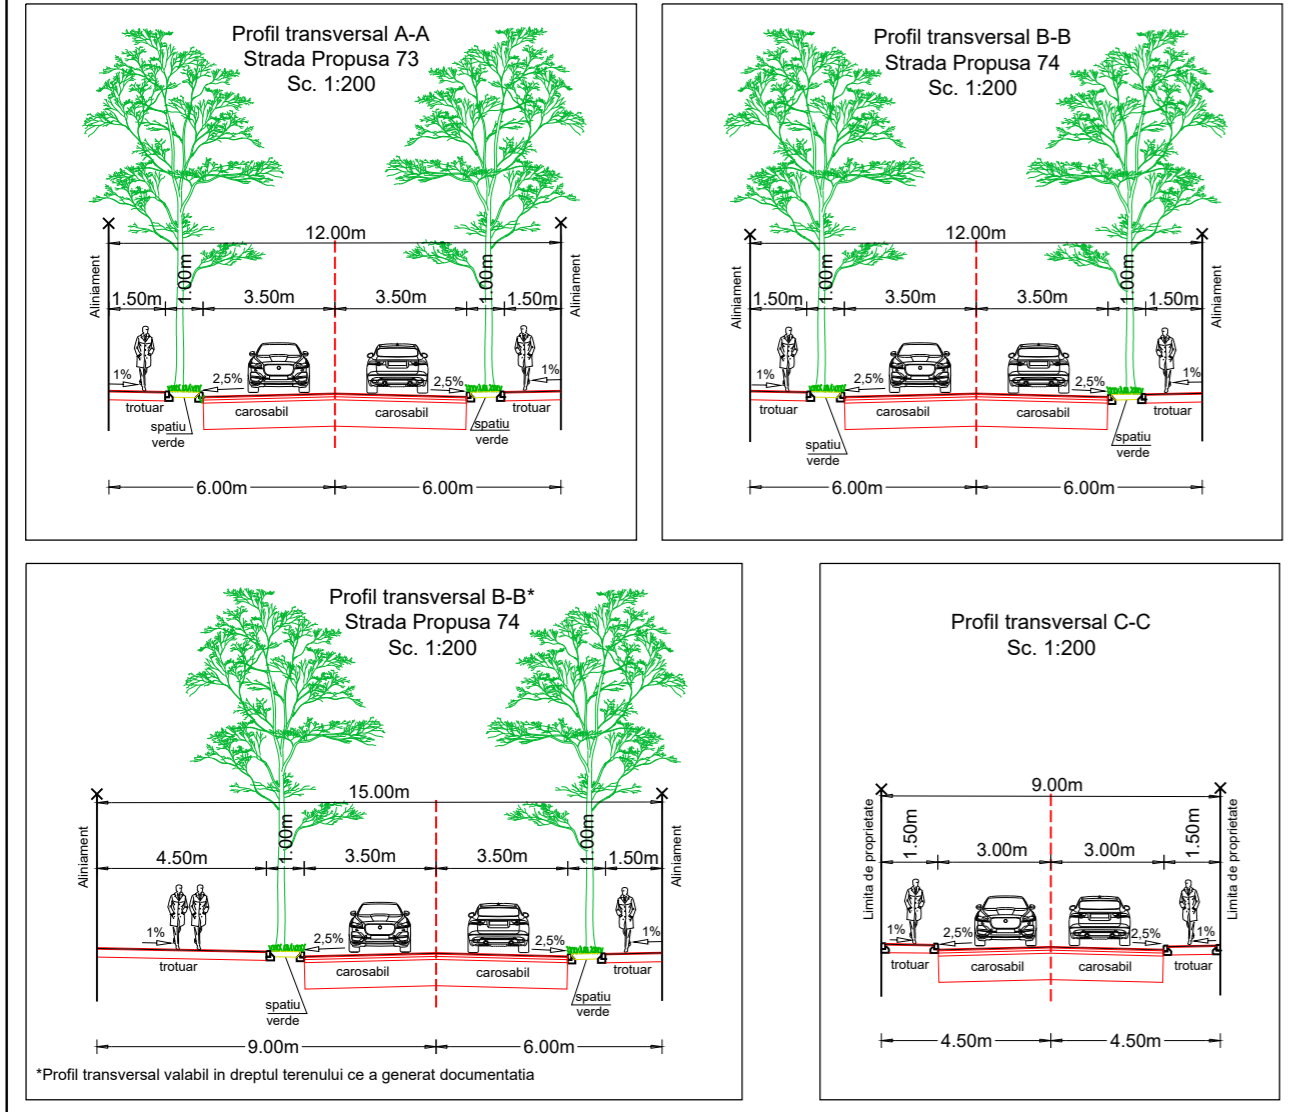 Profil transversal A-A
Strada Propusa 73
Sc. 1:200
12.00m
Aliniament
1.50m
1.00m
3.50m
3.50m
1.00m
1.50m
Aliniament
1%
2,5%
2,5%
1%
trotuar
carosabil
carosabil
trotuar
spatiu
verde
spatiu
verde
6.00m
6.00m
Profil transversal B-B
Strada Propusa 74
Sc. 1:200
12.00m
Aliniament
1.50m
1.00m
3.50m
3.50m
1.00m
1.50m
Aliniament
1%
2,5%
2,5%
1%
trotuar
carosabil
carosabil
trotuar
spatiu
verde
spatiu
verde
6.00m
6.00m
Profil transversal B-B*
Strada Propusa 74
Sc. 1:200
15.00m
Aliniament
4.50m
1.00m
3.50m
3.50m
1.00m
1.50m
Aliniament
1%
2,5%
2,5%
1%
trotuar
carosabil
carosabil
trotuar
spatiu
verde
spatiu
verde
9.00m
6.00m
*Profil transversal valabil in dreptul terenului ce a generat documentatia
Profil transversal C-C
Sc. 1:200
9.00m
Limita de proprietate
1.50m
3.00m
3.00m
1.50m
Limita de proprietate
1%
2,5%
2,5%
1%
trotuar
carosabil
carosabil
trotuar
4.50m
4.50m